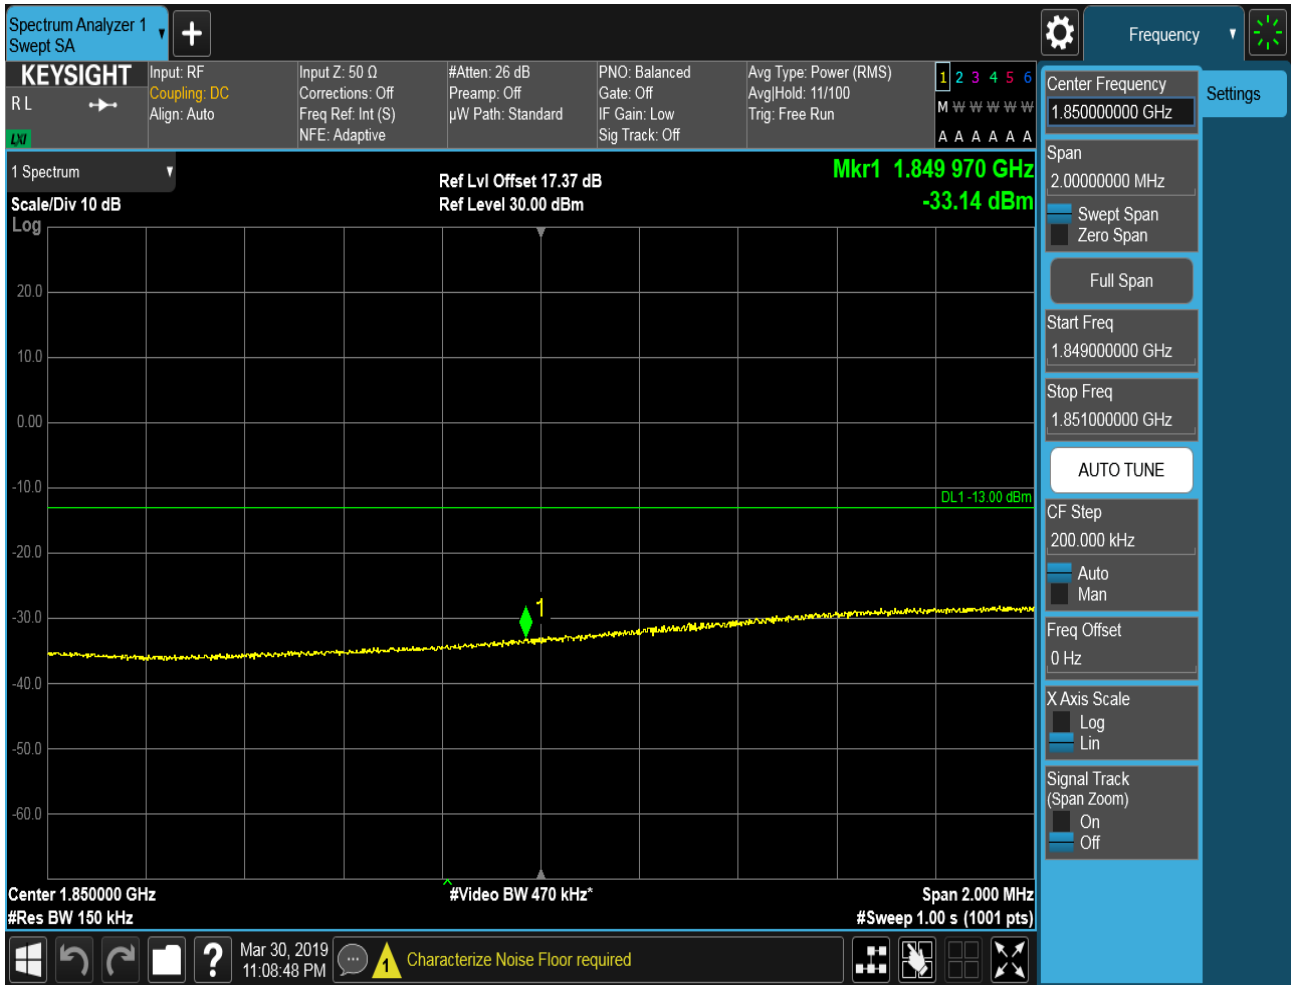 Spectrum Analyzer 1
Swept SA
Frequency
KEYSIGHT
R L
LXI
Input: RF
Coupling: DC
Align: Auto
Input Z: 50 Ω
Corrections: Off
Freq Ref: Int (S)
NFE: Adaptive
#Atten: 26 dB
Preamp: Off
µW Path: Standard
PNO: Balanced
Gate: Off
IF Gain: Low
Sig Track: Off
Avg Type: Power (RMS)
Avg|Hold: 11/100
Trig: Free Run
1 2 3 4 5 6
M W W W W W
A A A A A A
1 Spectrum
Scale/Div 10 dB
Log
Ref Lvl Offset 17.37 dB
Ref Level 30.00 dBm
Mkr1 1.849 970 GHz
-33.14 dBm
20.0
10.0
0.00
-10.0
DL1 -13.00 dBm
-20.0
1
-30.0
-40.0
-50.0
-60.0
Center 1.850000 GHz
#Video BW 470 kHz*
Span 2.000 MHz
#Res BW 150 kHz
#Sweep 1.00 s (1001 pts)
Center Frequency
1.850000000 GHz
Settings
Span
2.00000000 MHz
Swept Span
Zero Span
Full Span
Start Freq
1.849000000 GHz
Stop Freq
1.851000000 GHz
AUTO TUNE
CF Step
200.000 kHz
Auto
Man
Freq Offset
0 Hz
X Axis Scale
Log
Lin
Signal Track
(Span Zoom)
On
Off
?
Mar 30, 2019
11:08:48 PM
1
Characterize Noise Floor required